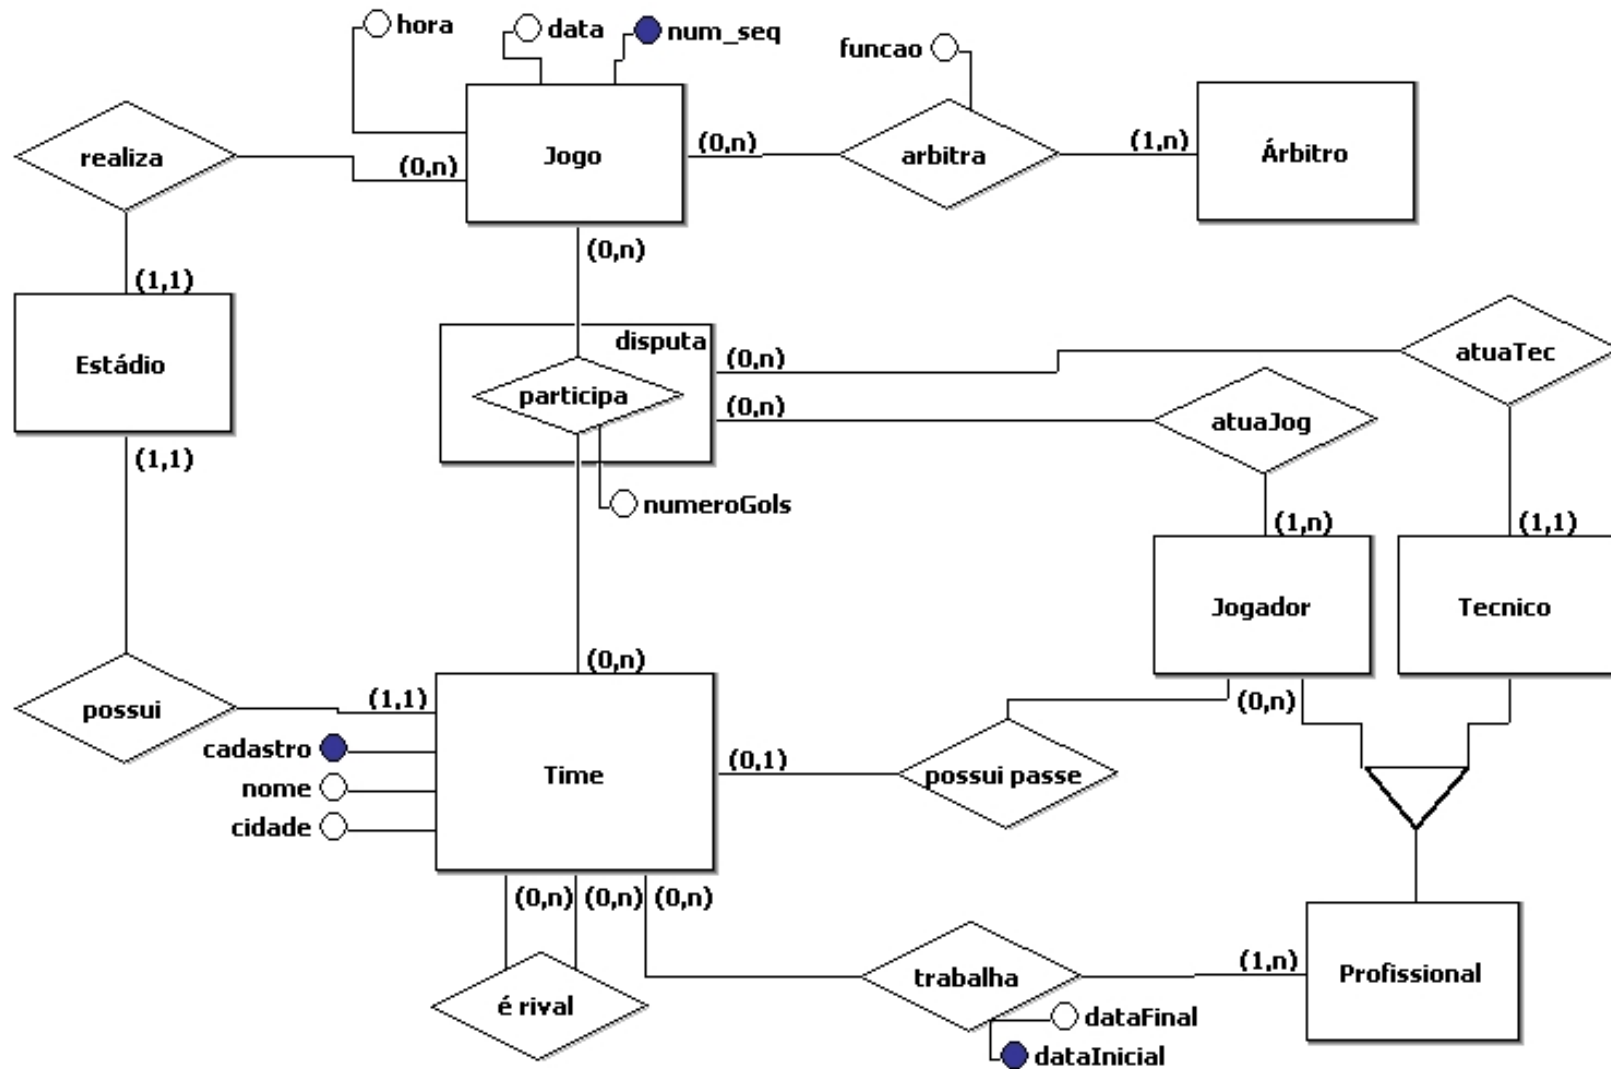 hora
data
num_seq
funcao
realiza
(0,n)
Jogo
(0,n)
arbitra
(1,n)
Árbitro
(0,n)
(1,1)
Estádio
(1,1)
disputa
participa
numeroGols
(0,n)
(0,n)
atuaTec
atuaJog
(1,n)
(1,1)
Jogador
Tecnico
(0,n)
(0,n)
possui
(1,1)
cadastro
nome
cidade
Time
(0,1)
possui passe
(0,n)
(0,n)
(0,n)
é rival
trabalha
(1,n)
Profissional
dataFinal
dataInicial